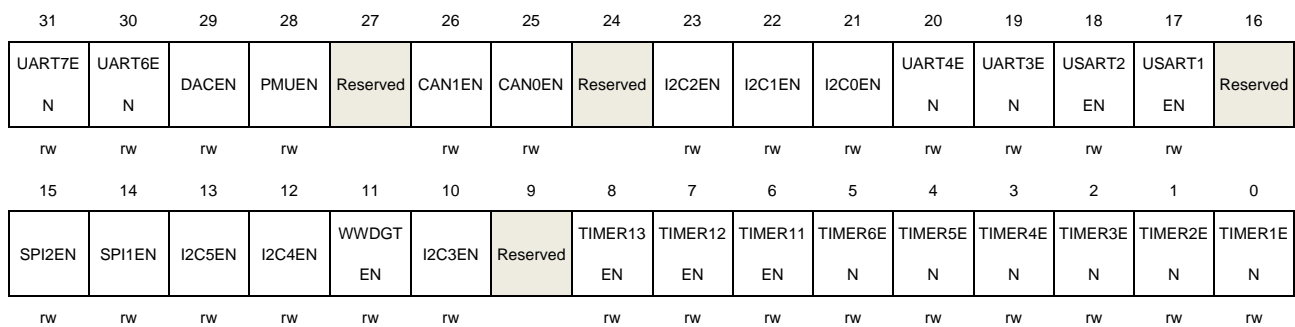 31 30 29 28 27 26 25 24 23 22 21 20 19 18 17 16
UART7E UART6E DACEN PMUEN Reserved CAN1EN CAN0EN Reserved I2C2EN I2C1EN I2C0EN UART4E UART3E USART2 USART1 Reserved
N N N N EN EN
rw rw rw rw rw rw rw rw rw rw rw rw rw
15 14 13 12 11 10 9 8 7 6 5 4 3 2 1 0
SPI2EN SPI1EN I2C5EN I2C4EN WWDGT I2C3EN Reserved TIMER13 TIMER12 TIMER11 TIMER6E TIMER5E TIMER4E TIMER3E TIMER2E TIMER1E
EN EN EN EN N N N N N N
rw rw rw rw rw rw rw rw rw rw rw rw rw rw rw